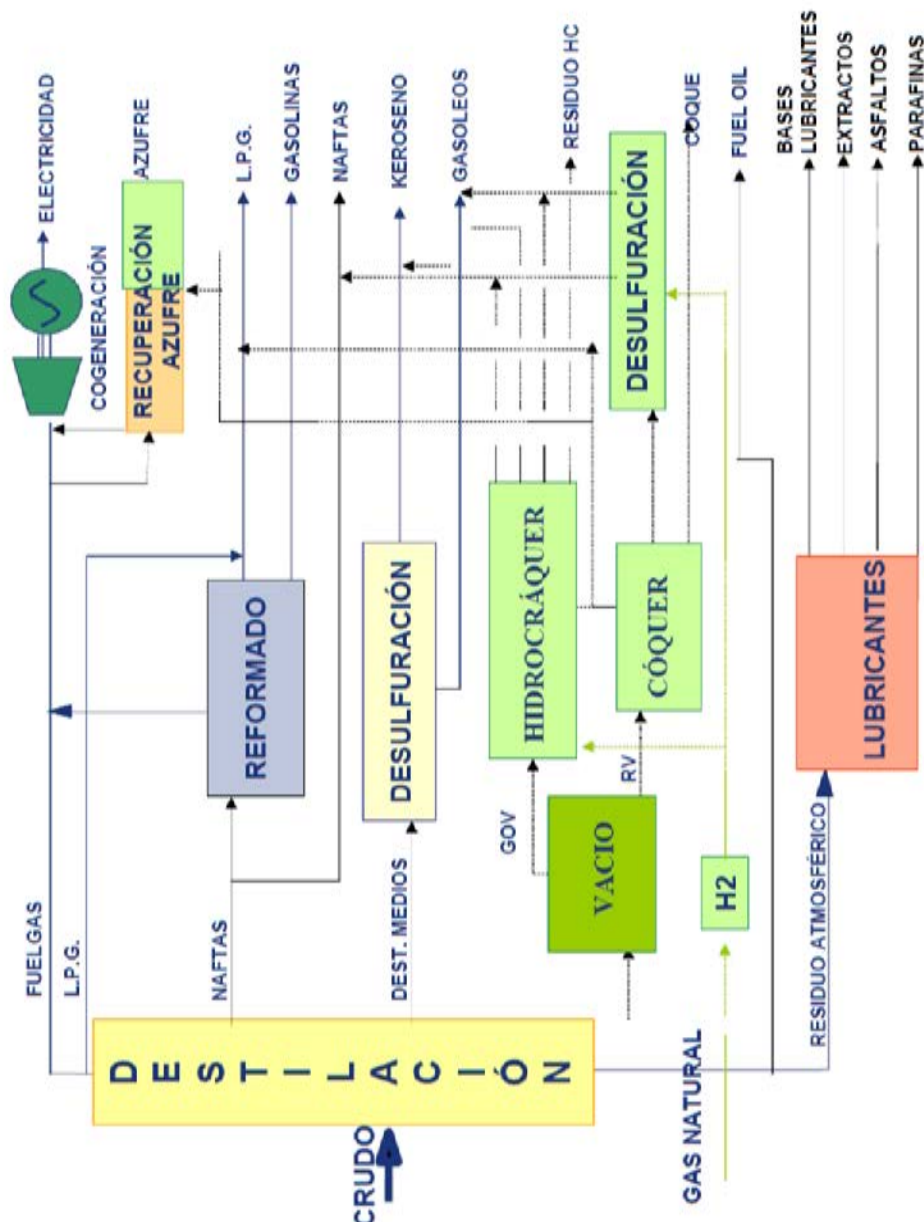 CRUDO
DESTILACIÓN
FUELGAS
L.P.G.
NAFTAS
DEST. MEDIOS
GAS NATURAL
RESIDUO ATMOSFÉRICO
REFORMADO
DESULFURACIÓN
VACIO
GOV
RV
H2
HIDROCRÁQUER
CÓQUER
DESULFURACIÓN
LUBRICANTES
COGENERACIÓN
RECUPERACIÓN
AZUFRE
ELECTRICIDAD
AZUFRE
L.P.G.
GASOLINAS
NAFTAS
KEROSENO
GASOLEOS
RESIDUO HC
COQUE
FUEL OIL
BASES
LUBRICANTES
EXTRACTOS
ASFALTOS
PARAFINAS